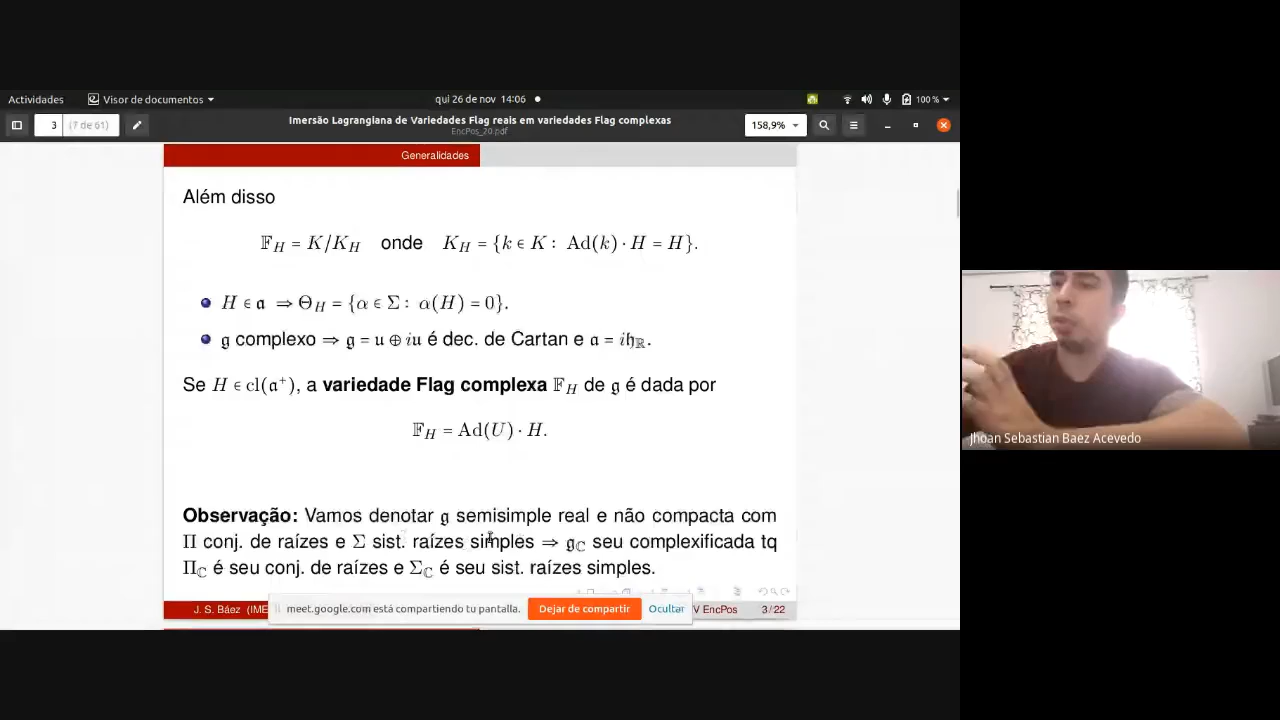 Actividades
Visor de documentos
qui 26 de nov 14:06
100 %
3 (7 de 61)
Imersão Lagrangiana de Variedades Flag reais em variedades Flag complexas
EncPos_20.pdf
158,9%
Generalidades
Além disso
𝔽_H = K/K_H onde K_H = {k ∈ K : Ad(k) · H = H}.
H ∈ 𝔞 ⇒ Θ_H = {α ∈ Σ : α(H) = 0}.
𝔤 complexo ⇒ 𝔤 = 𝔲 ⊕ i𝔲 é dec. de Cartan e 𝔞 = i𝔥_ℝ.
Se H ∈ cl(𝔞⁺), a variedade Flag complexa 𝔽_H de 𝔤 é dada por
𝔽_H = Ad(U) · H.
Observação: Vamos denotar 𝔤 semisimple real e não compacta com
Π conj. de raízes e Σ sist. raízes simples ⇒ 𝔤_ℂ seu complexificada tq
Π_ℂ é seu conj. de raízes e Σ_ℂ é seu sist. raízes simples.
J. S. Báez (IME
meet.google.com está compartiendo tu pantalla.
Dejar de compartir
Ocultar
V EncPos
3 / 22
Jhoan Sebastian Baez Acevedo